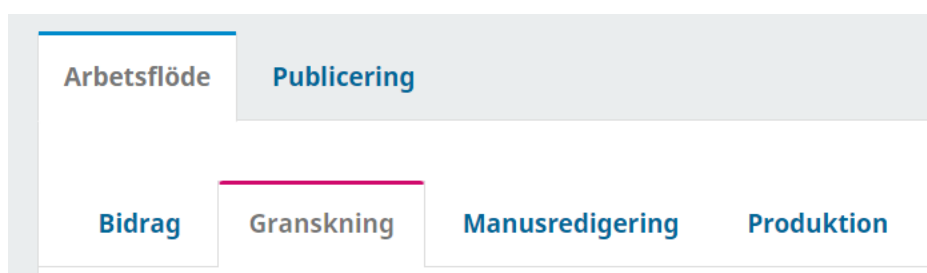 Arbetsflöde Publicering
Bidrag Granskning Manusredigering Produktion